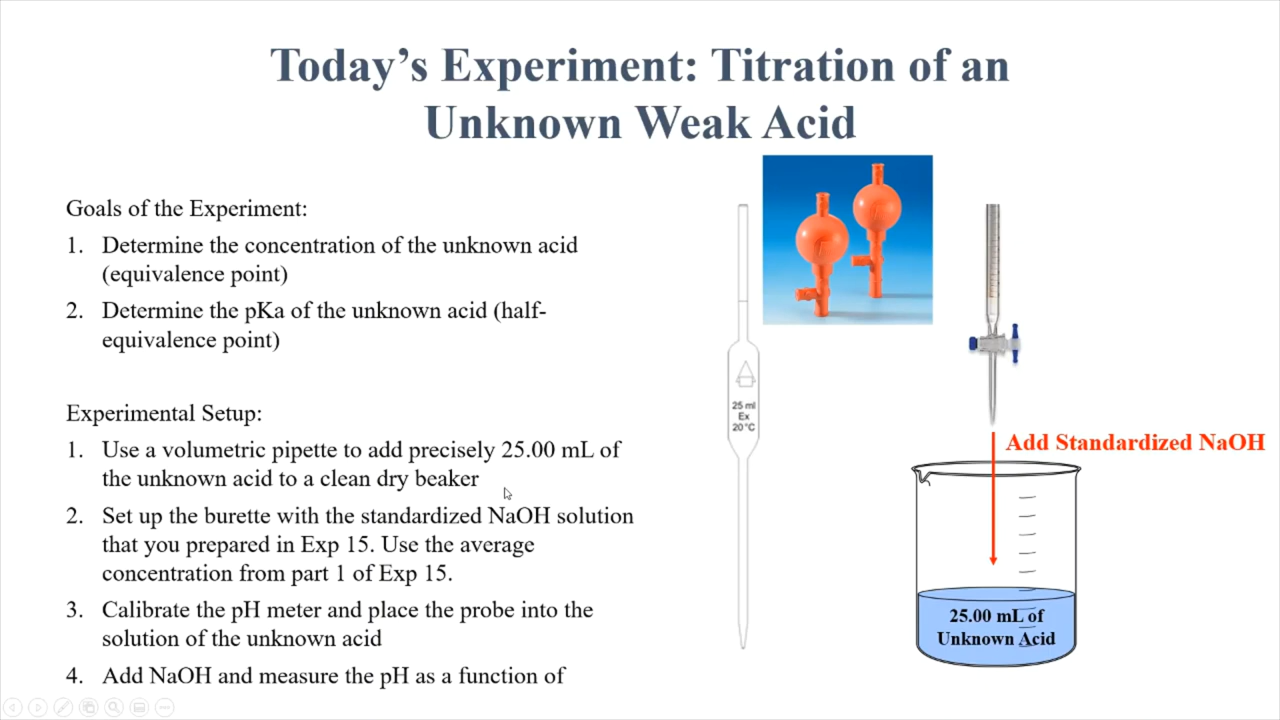 Today's Experiment: Titration of an
Unknown Weak Acid
Goals of the Experiment:
1. Determine the concentration of the unknown acid
(equivalence point)
2. Determine the pKa of the unknown acid (half-
equivalence point)
Experimental Setup:
1. Use a volumetric pipette to add precisely 25.00 mL of
the unknown acid to a clean dry beaker
2. Set up the burette with the standardized NaOH solution
that you prepared in Exp 15. Use the average
concentration from part 1 of Exp 15.
3. Calibrate the pH meter and place the probe into the
solution of the unknown acid
4. Add NaOH and measure the pH as a function of
25 ml
Ex
20°C
Add Standardized NaOH
25.00 mL of
Unknown Acid